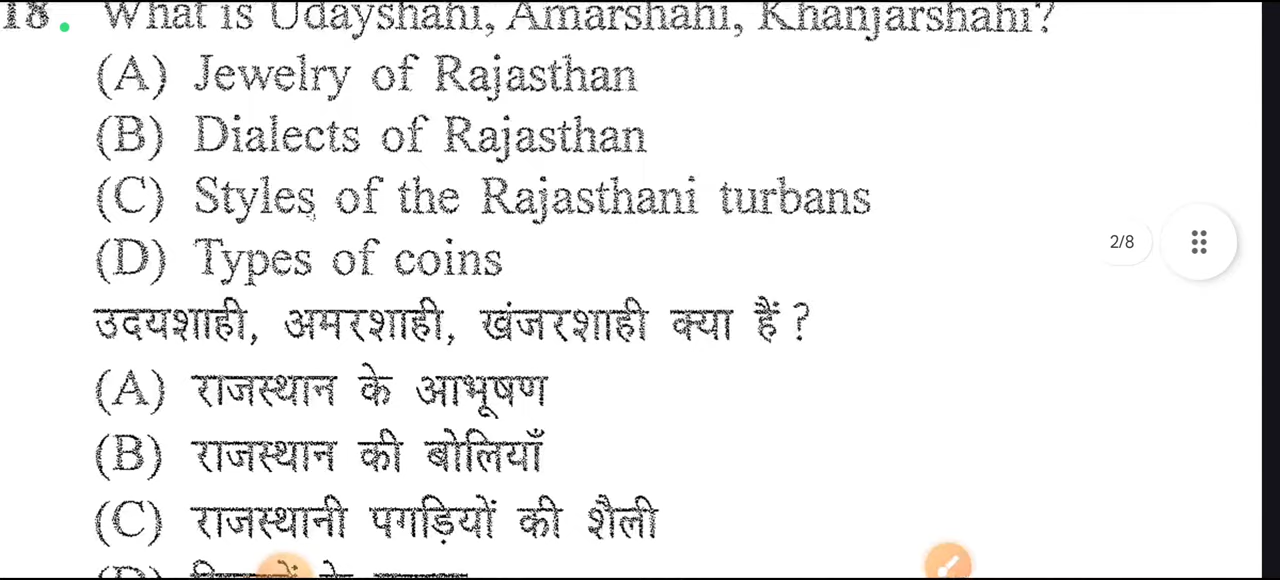 18. What is Udayshahi, Amarshahi, Khanjarshahi?
(A) Jewelry of Rajasthan
(B) Dialects of Rajasthan
(C) Styles of the Rajasthani turbans
(D) Types of coins
2/8
उदयशाही, अमरशाही, खंजरशाही क्या हैं ?
(A) राजस्थान के आभूषण
(B) राजस्थान की बोलियाँ
(C) राजस्थानी पगड़ियों की शैली
(D)